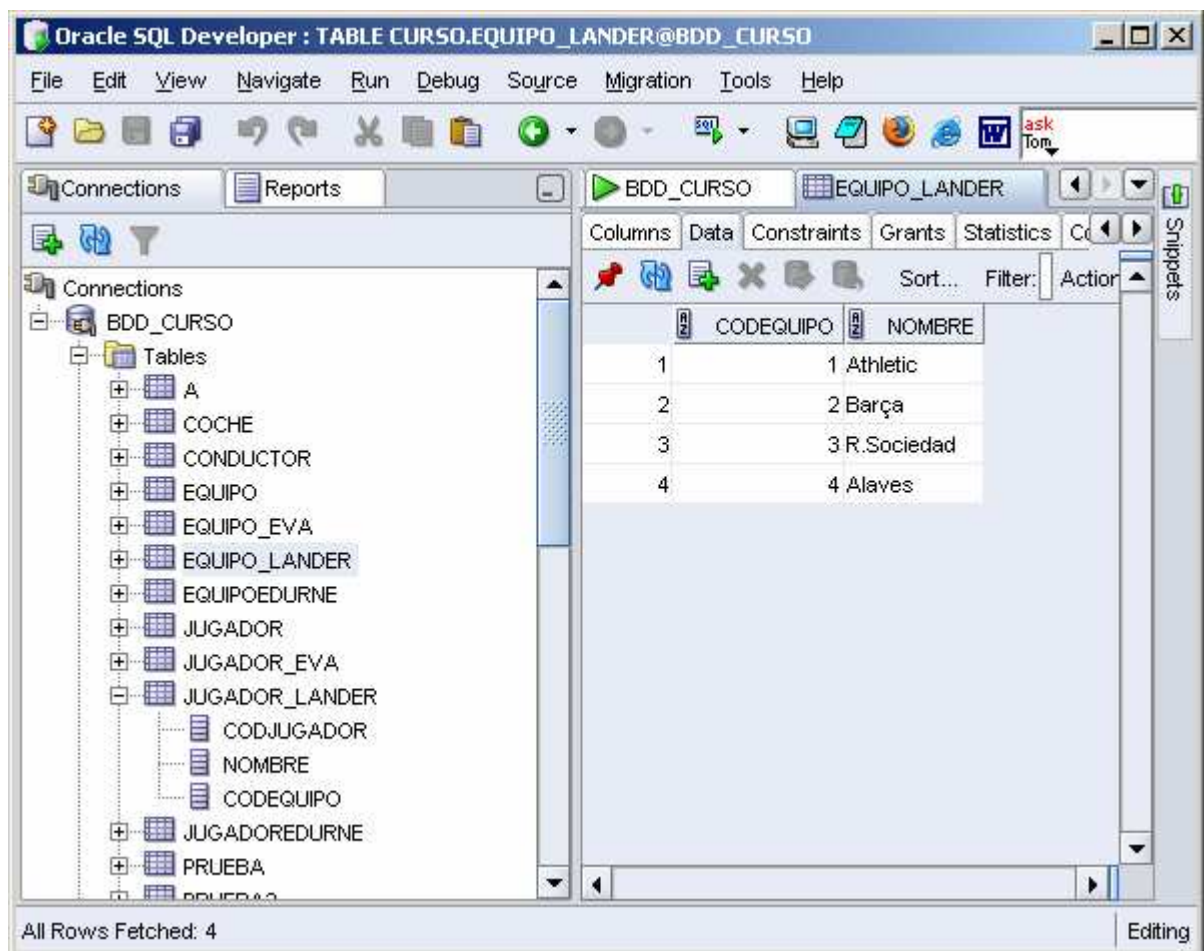 Oracle SQL Developer : TABLE CURSO.EQUIPO_LANDER@BDD_CURSO
File Edit View Navigate Run Debug Source Migration Tools Help
SQL W ask
Tom
Connections Reports
BDD_CURSO EQUIPO_LANDER
Columns Data Constraints Grants Statistics
Sort... Filter: Action
Snippets
Connections
BDD_CURSO
Tables
A
COCHE
CONDUCTOR
EQUIPO
EQUIPO_EVA
EQUIPO_LANDER
EQUIPOEDURNE
JUGADOR
JUGADOR_EVA
JUGADOR_LANDER
CODJUGADOR
NOMBRE
CODEQUIPO
JUGADOREDURNE
PRUEBA
CODEQUIPO NOMBRE
1 1 Athletic
2 2 Barça
3 3 R.Sociedad
4 4 Alaves
All Rows Fetched: 4 Editing